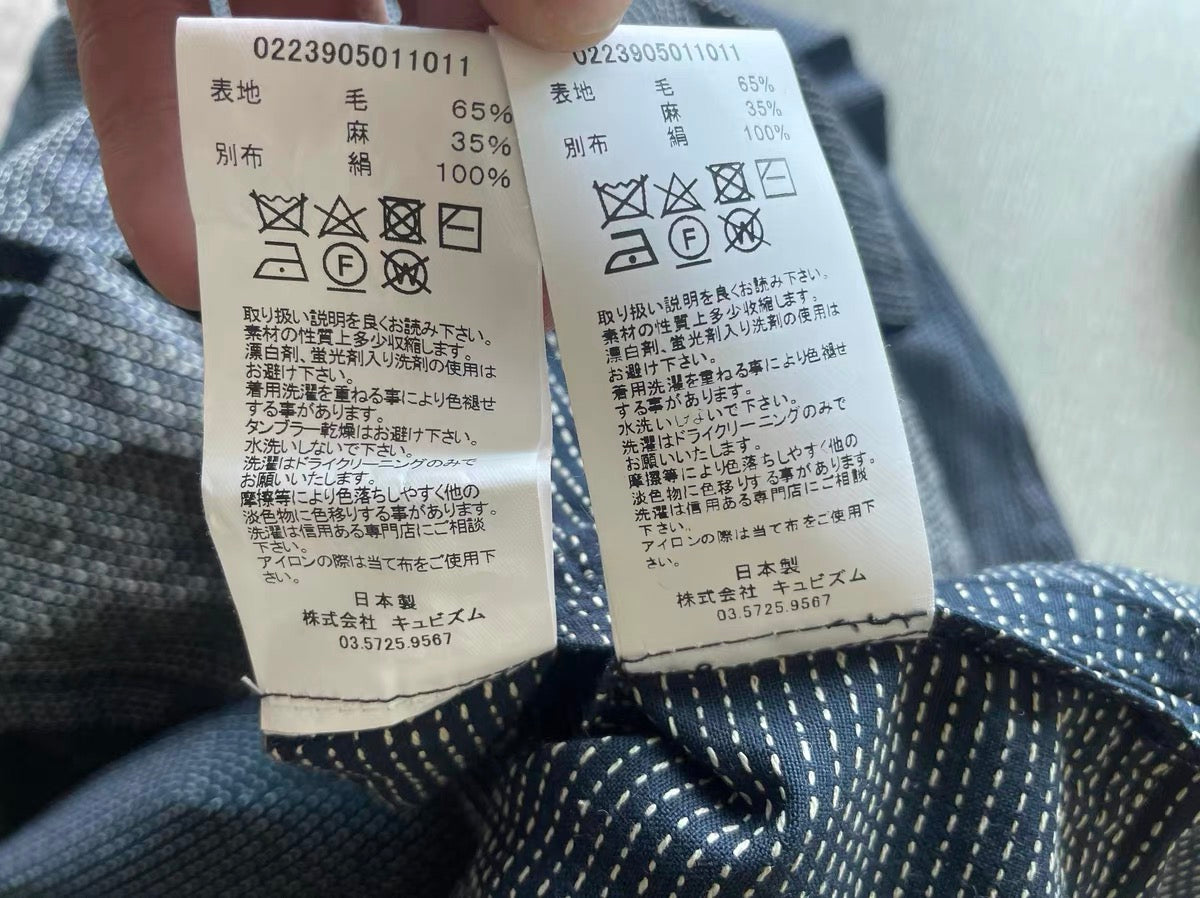 0223905011011
表地 毛 65%
麻 35%
別布 絹 100%
F
W
取り扱い説明を良くお読み下さい。
素材の性質上多少収縮します。
漂白剤、蛍光剤入り洗剤の使用は
お避け下さい。
着用洗濯を重ねる事により色褪せ
する事があります。
タンブラー乾燥はお避け下さい。
水洗いしないで下さい。
洗濯はドライクリーニングのみで
お願いいたします。
摩擦等により色落ちしやすく他の
淡色物に色移りする事があります。
洗濯は信用ある専門店にご相談
下さい。
アイロンの際は当て布をご使用下
さい。
日本製
株式会社 キュビズム
03.5725.9567
0223905011011
表地 毛 65%
麻 35%
別布 絹 100%
F
W
取り扱い説明を良くお読み下さい。
素材の性質上多少収縮します。
漂白剤、蛍光剤入り洗剤の使用は
お避け下さい。
着用洗濯を重ねる事により色褪せ
する事があります。
水洗いしないで下さい。
洗濯はドライクリーニングのみで
お願いいたします。
摩擦等により色落ちしやすく他の
淡色物に色移りする事があります。
洗濯は信用ある専門店にご相談
下さい。
アイロンの際は当て布をご使用下
さい。
日本製
株式会社 キュビズム
03.5725.9567